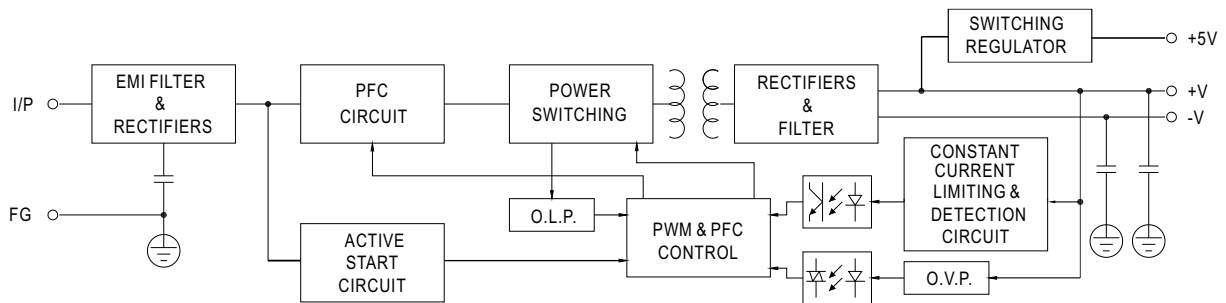 SWITCHING
REGULATOR
+5V
EMI FILTER
&
RECTIFIERS
PFC
CIRCUIT
POWER
SWITCHING
RECTIFIERS
&
FILTER
I/P
+V
-V
CONSTANT
CURRENT
LIMITING &
DETECTION
CIRCUIT
FG
O.L.P.
PWM & PFC
CONTROL
ACTIVE
START
CIRCUIT
O.V.P.